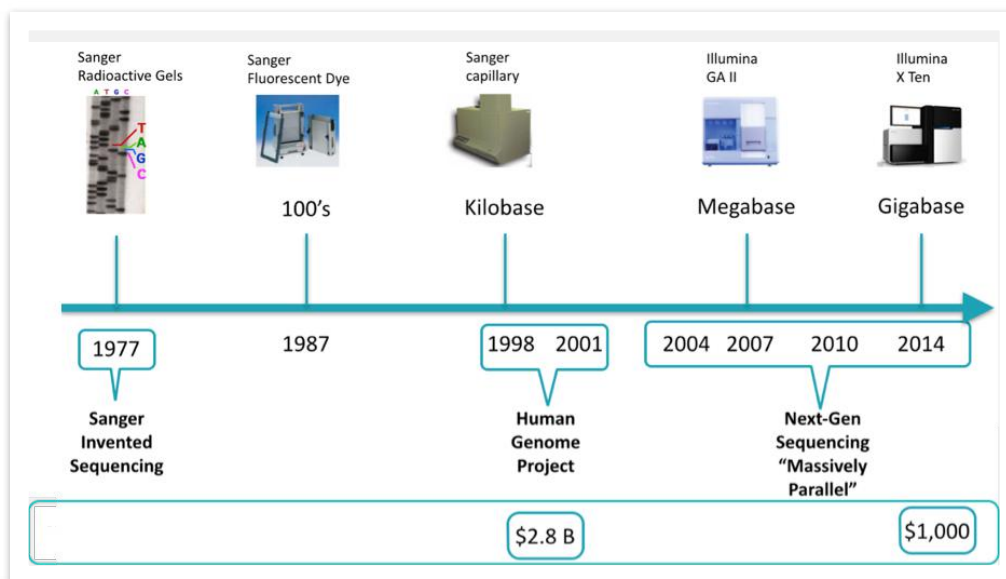 Sanger
Radioactive Gels
Sanger
Fluorescent Dye
Sanger
capillary
Illumina
GA II
Illumina
X Ten
A T G C
T
A
G
C
100's
Kilobase
Megabase
Gigabase
1977
1987
1998 2001
2004 2007 2010 2014
Sanger
Invented
Sequencing
Human
Genome
Project
Next-Gen
Sequencing
“Massively
Parallel”
$2.8 B
$1,000